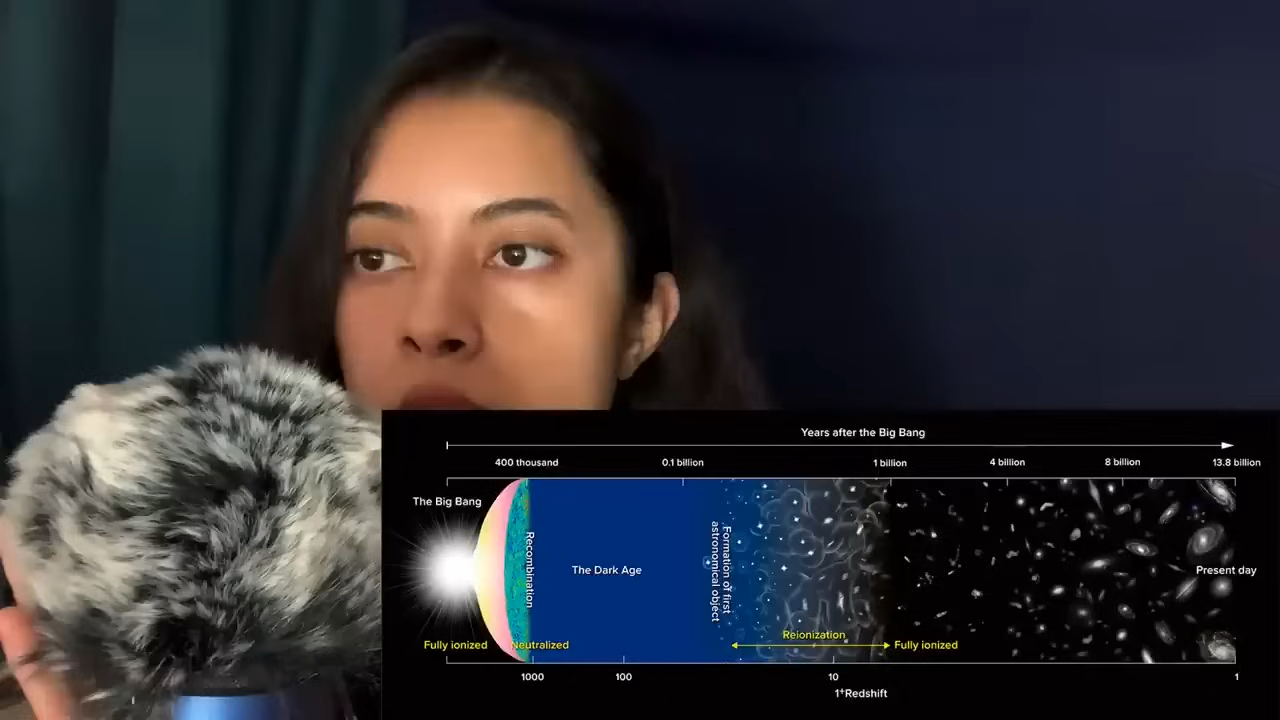 Years after the Big Bang
400 thousand
0.1 billion
1 billion
4 billion
8 billion
13.8 billion
The Big Bang
Recombination
The Dark Age
Formation of first
astronomical object
Present day
Reionization
Fully ionized
Neutralized
Fully ionized
1000
100
10
1
1+Redshift